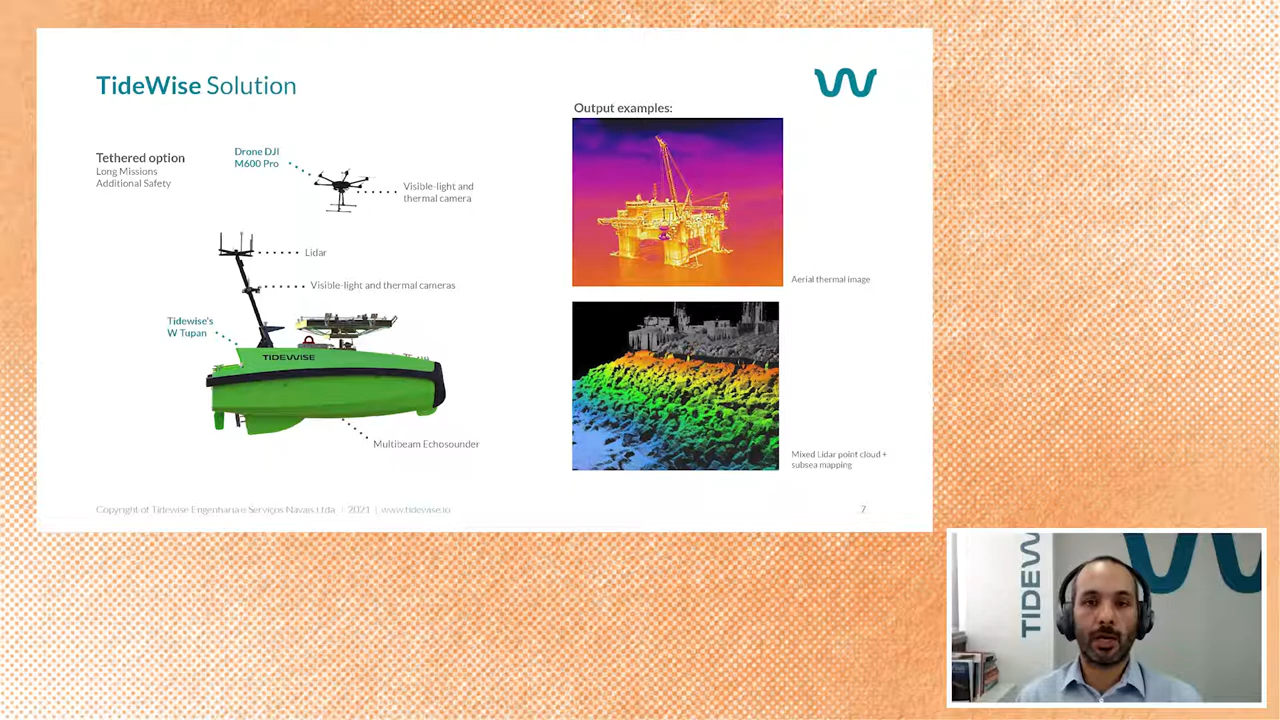 TideWise Solution
Output examples:
Tethered option
Long Missions
Additional Safety
Drone DJI
M600 Pro
Visible-light and
thermal camera
Lidar
Visible-light and thermal cameras
Tidewise's
W Tupan
TIDEWISE
Multibeam Echosounder
Aerial thermal image
Mixed Lidar point cloud +
subsea mapping
Copyright of Tidewise Engenharia e Serviços Navais Ltda. | 2021 | www.tidewise.io
7
TIDEW